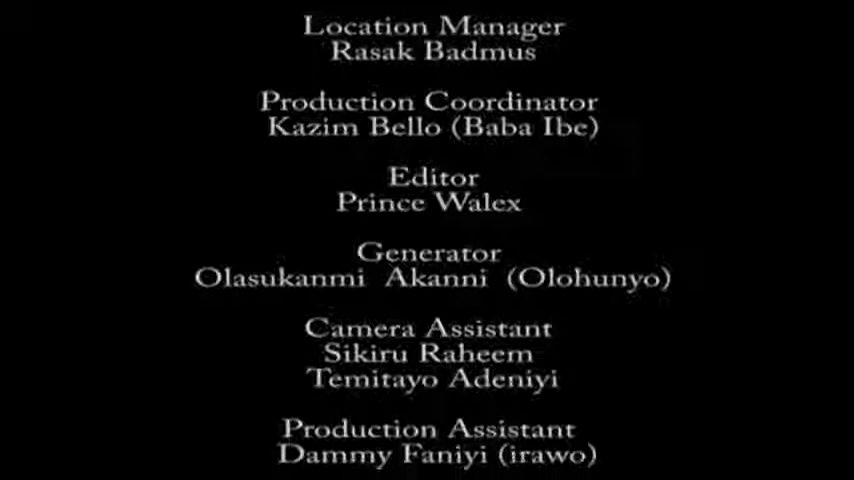 Location Manager
Rasak Badmus
Production Coordinator
Kazim Bello (Baba Ibe)
Editor
Prince Walex
Generator
Olasukanmi Akanni (Olohunyo)
Camera Assistant
Sikiru Raheem
Temitayo Adeniyi
Production Assistant
Dammy Faniyi (irawo)